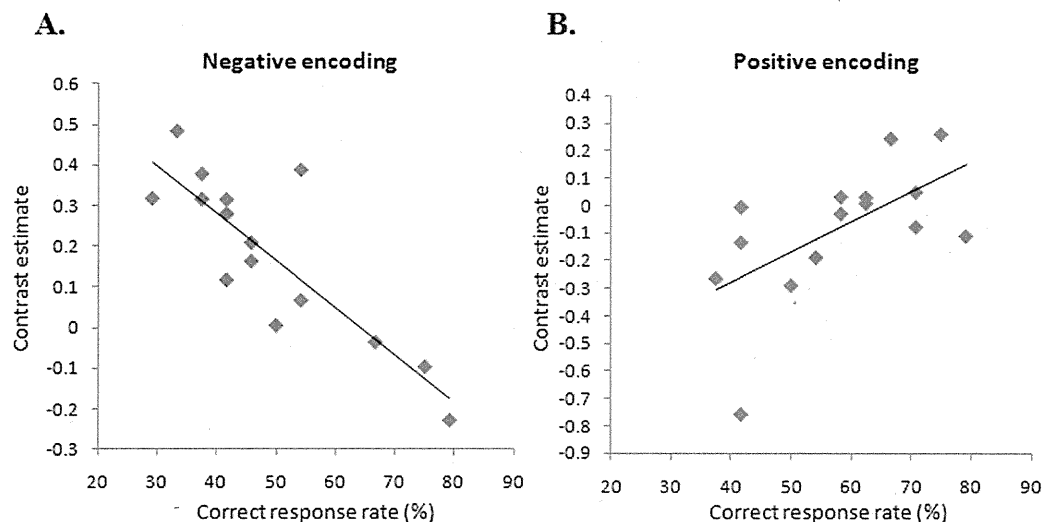 A.
Negative encoding
Contrast estimate
0.6
0.5
0.4
0.3
0.2
0.1
0
-0.1
-0.2
-0.3
20 30 40 50 60 70 80 90
Correct response rate (%)
B.
Positive encoding
Contrast estimate
0.4
0.3
0.2
0.1
0
-0.1
-0.2
-0.3
-0.4
-0.5
-0.6
-0.7
-0.8
-0.9
20 30 40 50 60 70 80 90
Correct response rate (%)